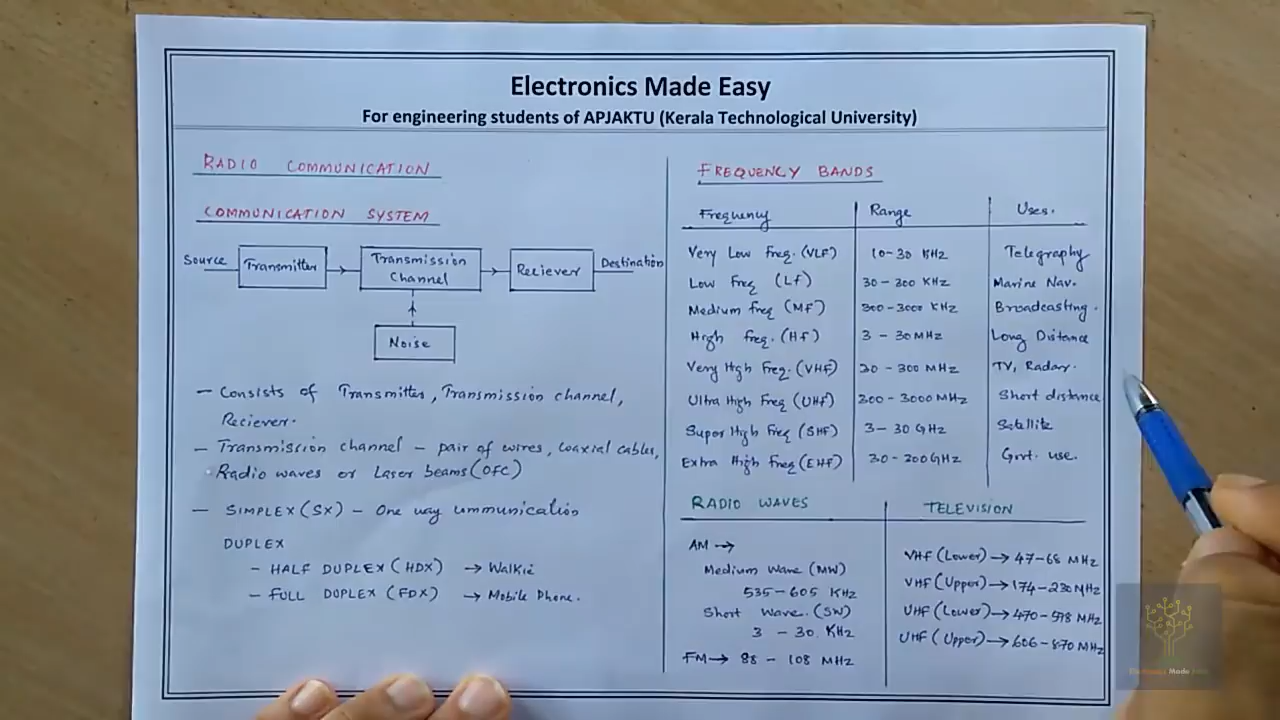 Electronics Made Easy
For engineering students of APJAKTU (Kerala Technological University)
RADIO COMMUNICATION
COMMUNICATION SYSTEM
Source
Transmitter
Transmission
Channel
Reciever
Destination
Noise
- Consists of Transmitter, Transmission channel,
Reciever.
- Transmission channel - pair of wires, coaxial cables,
Radio waves or Laser beams (OFC)
- SIMPLEX (SX) - One way communication
DUPLEX
- HALF DUPLEX (HDX) → Walkie
- FULL DUPLEX (FDX) → Mobile Phone.
FREQUENCY BANDS
Frequency Range Uses.
Very Low freq. (VLF) 10-30 KHz Telegraphy
Low Freq (LF) 30-300 KHz Marine Nav.
Medium freq (MF) 300-3000 KHz Broadcasting.
High freq. (HF) 3 - 30 MHz Long Distance
Very High Freq. (VHF) 30 - 300 MHz TV, Radar.
Ultra High Freq (UHF) 300-3000 MHz Short distance
Super High Freq (SHF) 3- 30 GHz Satellite
Extra High Freq (EHF) 30-300 GHz Govt. use.
RADIO WAVES
AM →
Medium Wave (MW)
535-605 KHz
Short Wave. (SW)
3 - 30 KHz
FM → 88 - 108 MHz
TELEVISION
VHF (Lower) → 47-68 MHz
VHF (Upper) → 174-230 MHz
UHF (Lower) → 470-598 MHz
UHF (Upper) → 606-870 MHz
Electronics Made Easy